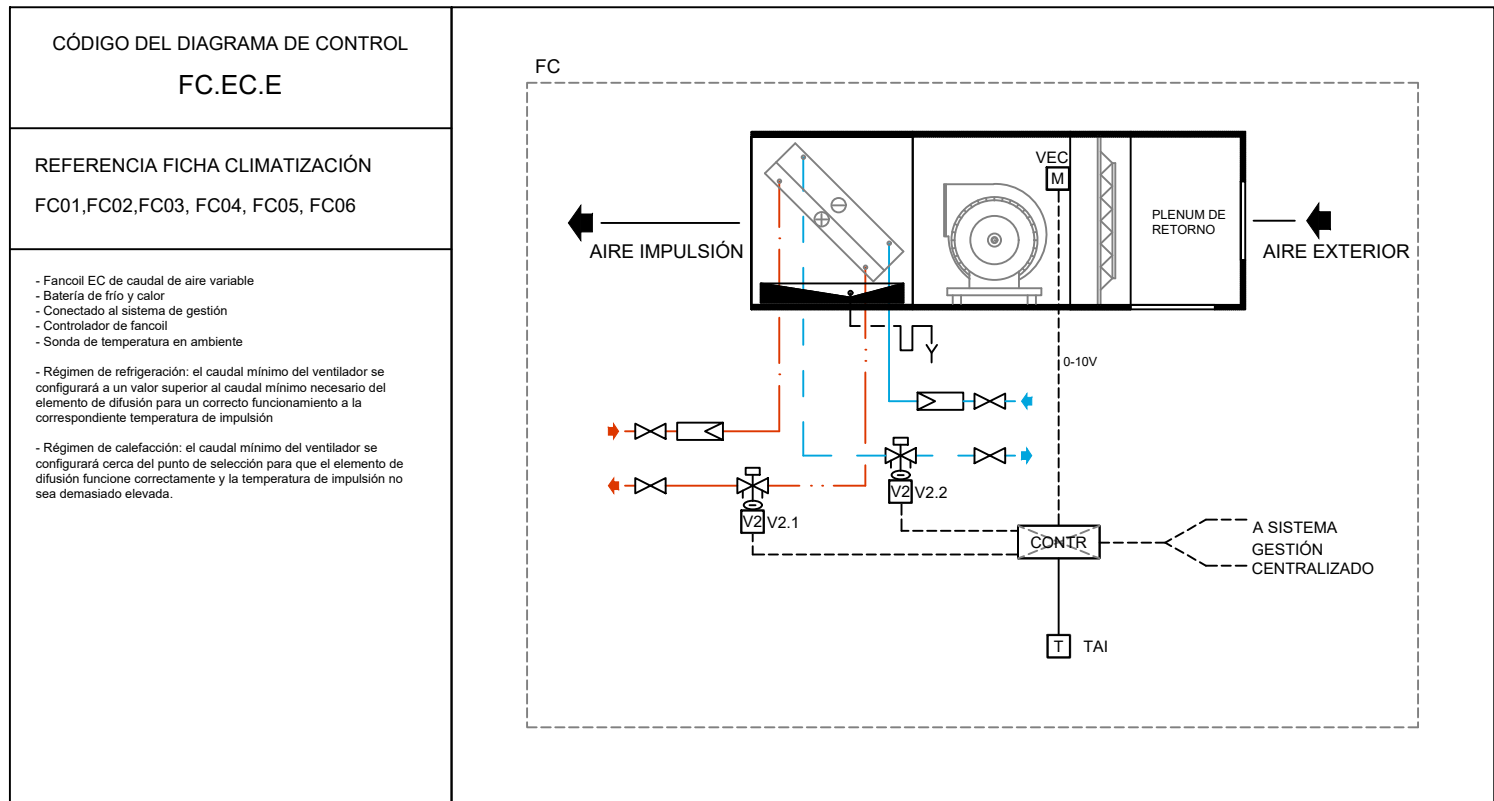 CÓDIGO DEL DIAGRAMA DE CONTROL
FC.EC.E
REFERENCIA FICHA CLIMATIZACIÓN
FC01,FC02,FC03, FC04, FC05, FC06
- Fancoil EC de caudal de aire variable
- Batería de frío y calor
- Conectado al sistema de gestión
- Controlador de fancoil
- Sonda de temperatura en ambiente
- Régimen de refrigeración: el caudal mínimo del ventilador se
configurará a un valor superior al caudal mínimo necesario del
elemento de difusión para un correcto funcionamiento a la
correspondiente temperatura de impulsión
- Régimen de calefacción: el caudal mínimo del ventilador se
configurará cerca del punto de selección para que el elemento de
difusión funcione correctamente y la temperatura de impulsión no
sea demasiado elevada.
FC
VEC
M
PLENUM DE
RETORNO
AIRE IMPULSIÓN
AIRE EXTERIOR
0-10V
V2 V2.2
V2 V2.1
CONTR
A SISTEMA
GESTIÓN
CENTRALIZADO
T TAI